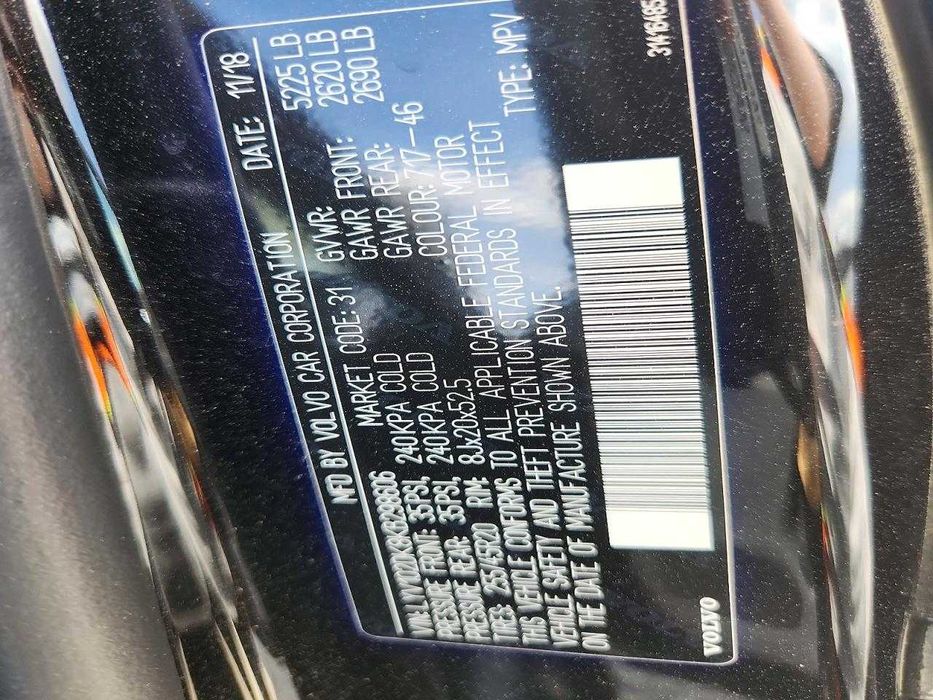 MFD BY VOLVO CAR CORPORATION DATE: 11/18
VIN: LYV102DK8KB298606 MARKET CODE: 31 GVWR: 5225 LB
PRESSURE FRONT: 35PSI, 240KPA COLD GAWR FRONT: 2620 LB
PRESSURE REAR: 35PSI, 240KPA COLD GAWR REAR: 2690 LB
TIRES: 255/45R20 RIM: 8Jx20x52.5 COLOUR: 717-46
THIS VEHICLE CONFORMS TO ALL APPLICABLE FEDERAL MOTOR
VEHICLE SAFETY AND THEFT PREVENTION STANDARDS IN EFFECT
ON THE DATE OF MANUFACTURE SHOWN ABOVE. TYPE: MPV
VOLVO 31416485